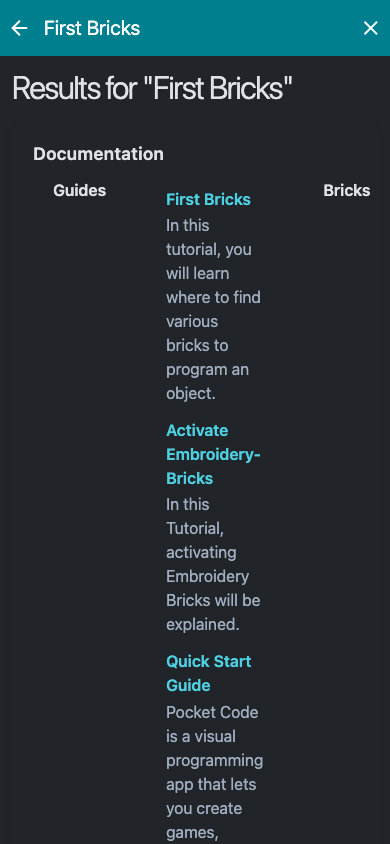 First Bricks
Results for "First Bricks"
Documentation
Guides
First Bricks
In this
tutorial, you
will learn
where to find
various
bricks to
program an
object.
Activate
Embroidery-
Bricks
In this
Tutorial,
activating
Embroidery
Bricks will be
explained.
Quick Start
Guide
Pocket Code
is a visual
programming
app that lets
you create
games,
Bricks